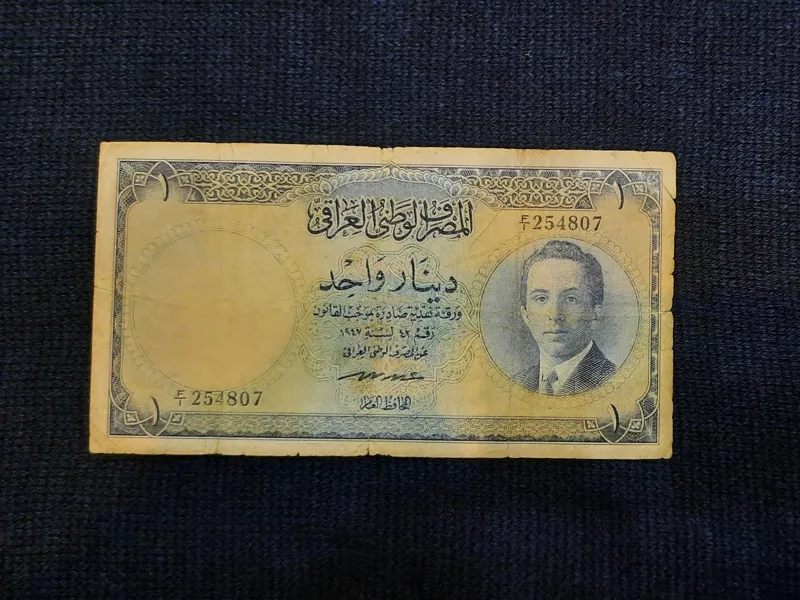 ١ ١
المصرف الوطني العراقي
E/1 254807
دينار واحد
ورقة نقدية صادرة بموجب القانون
رقم ٤٢ لسنة ١٩٤٧
عن المصرف الوطني العراقي
المحافظ العام
E/1 254807
١ ١